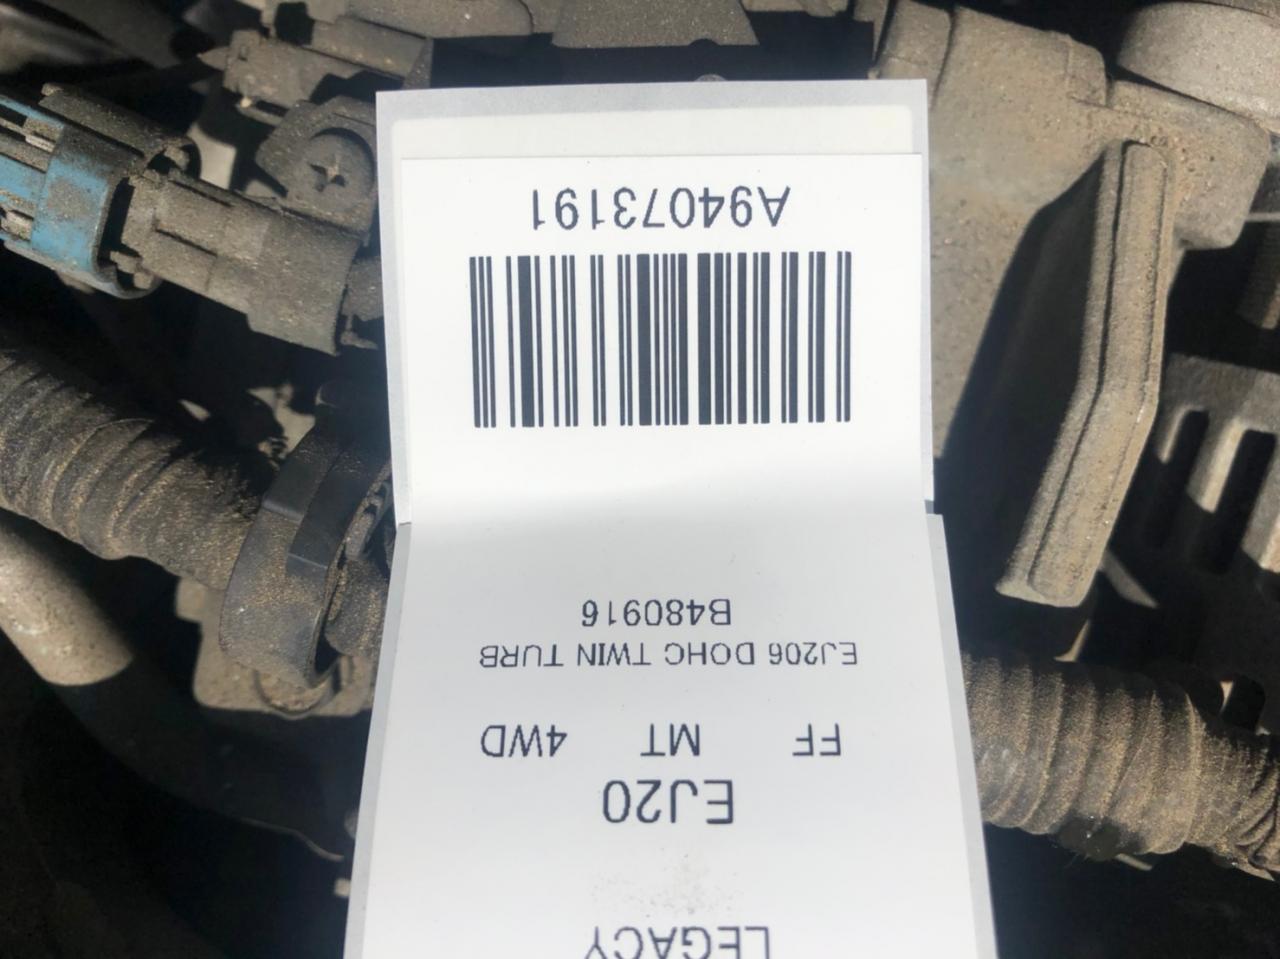 LEGACY
EJ20
FF MT 4WD
EJ206 DOHC TWIN TURB
B480916
A94073191